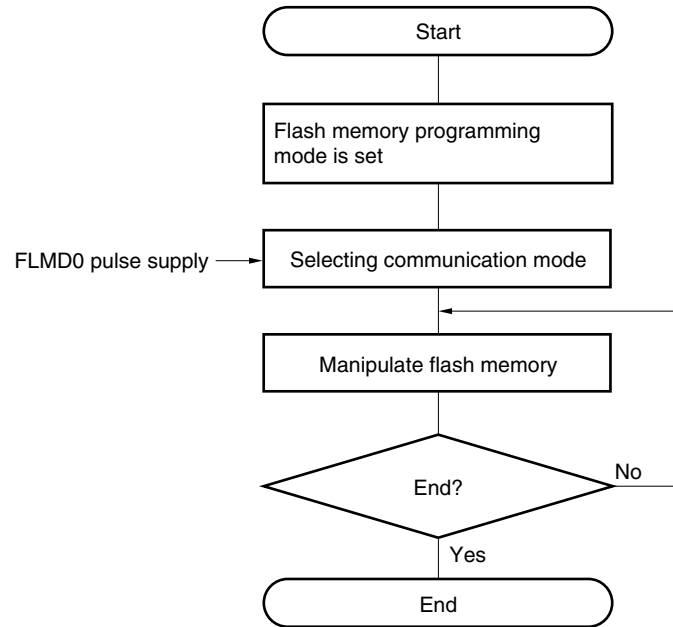 Start
Flash memory programming
mode is set
FLMD0 pulse supply
Selecting communication mode
Manipulate flash memory
End?
No
Yes
End